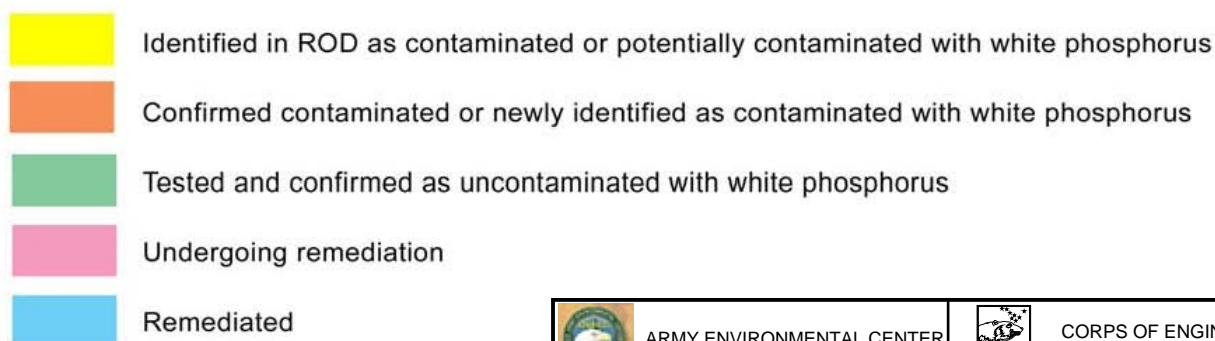 Identified in ROD as contaminated or potentially contaminated with white phosphorus
Confirmed contaminated or newly identified as contaminated with white phosphorus
Tested and confirmed as uncontaminated with white phosphorus
Undergoing remediation
Remediated
ARMY ENVIRONMENTAL CENTER
CORPS OF